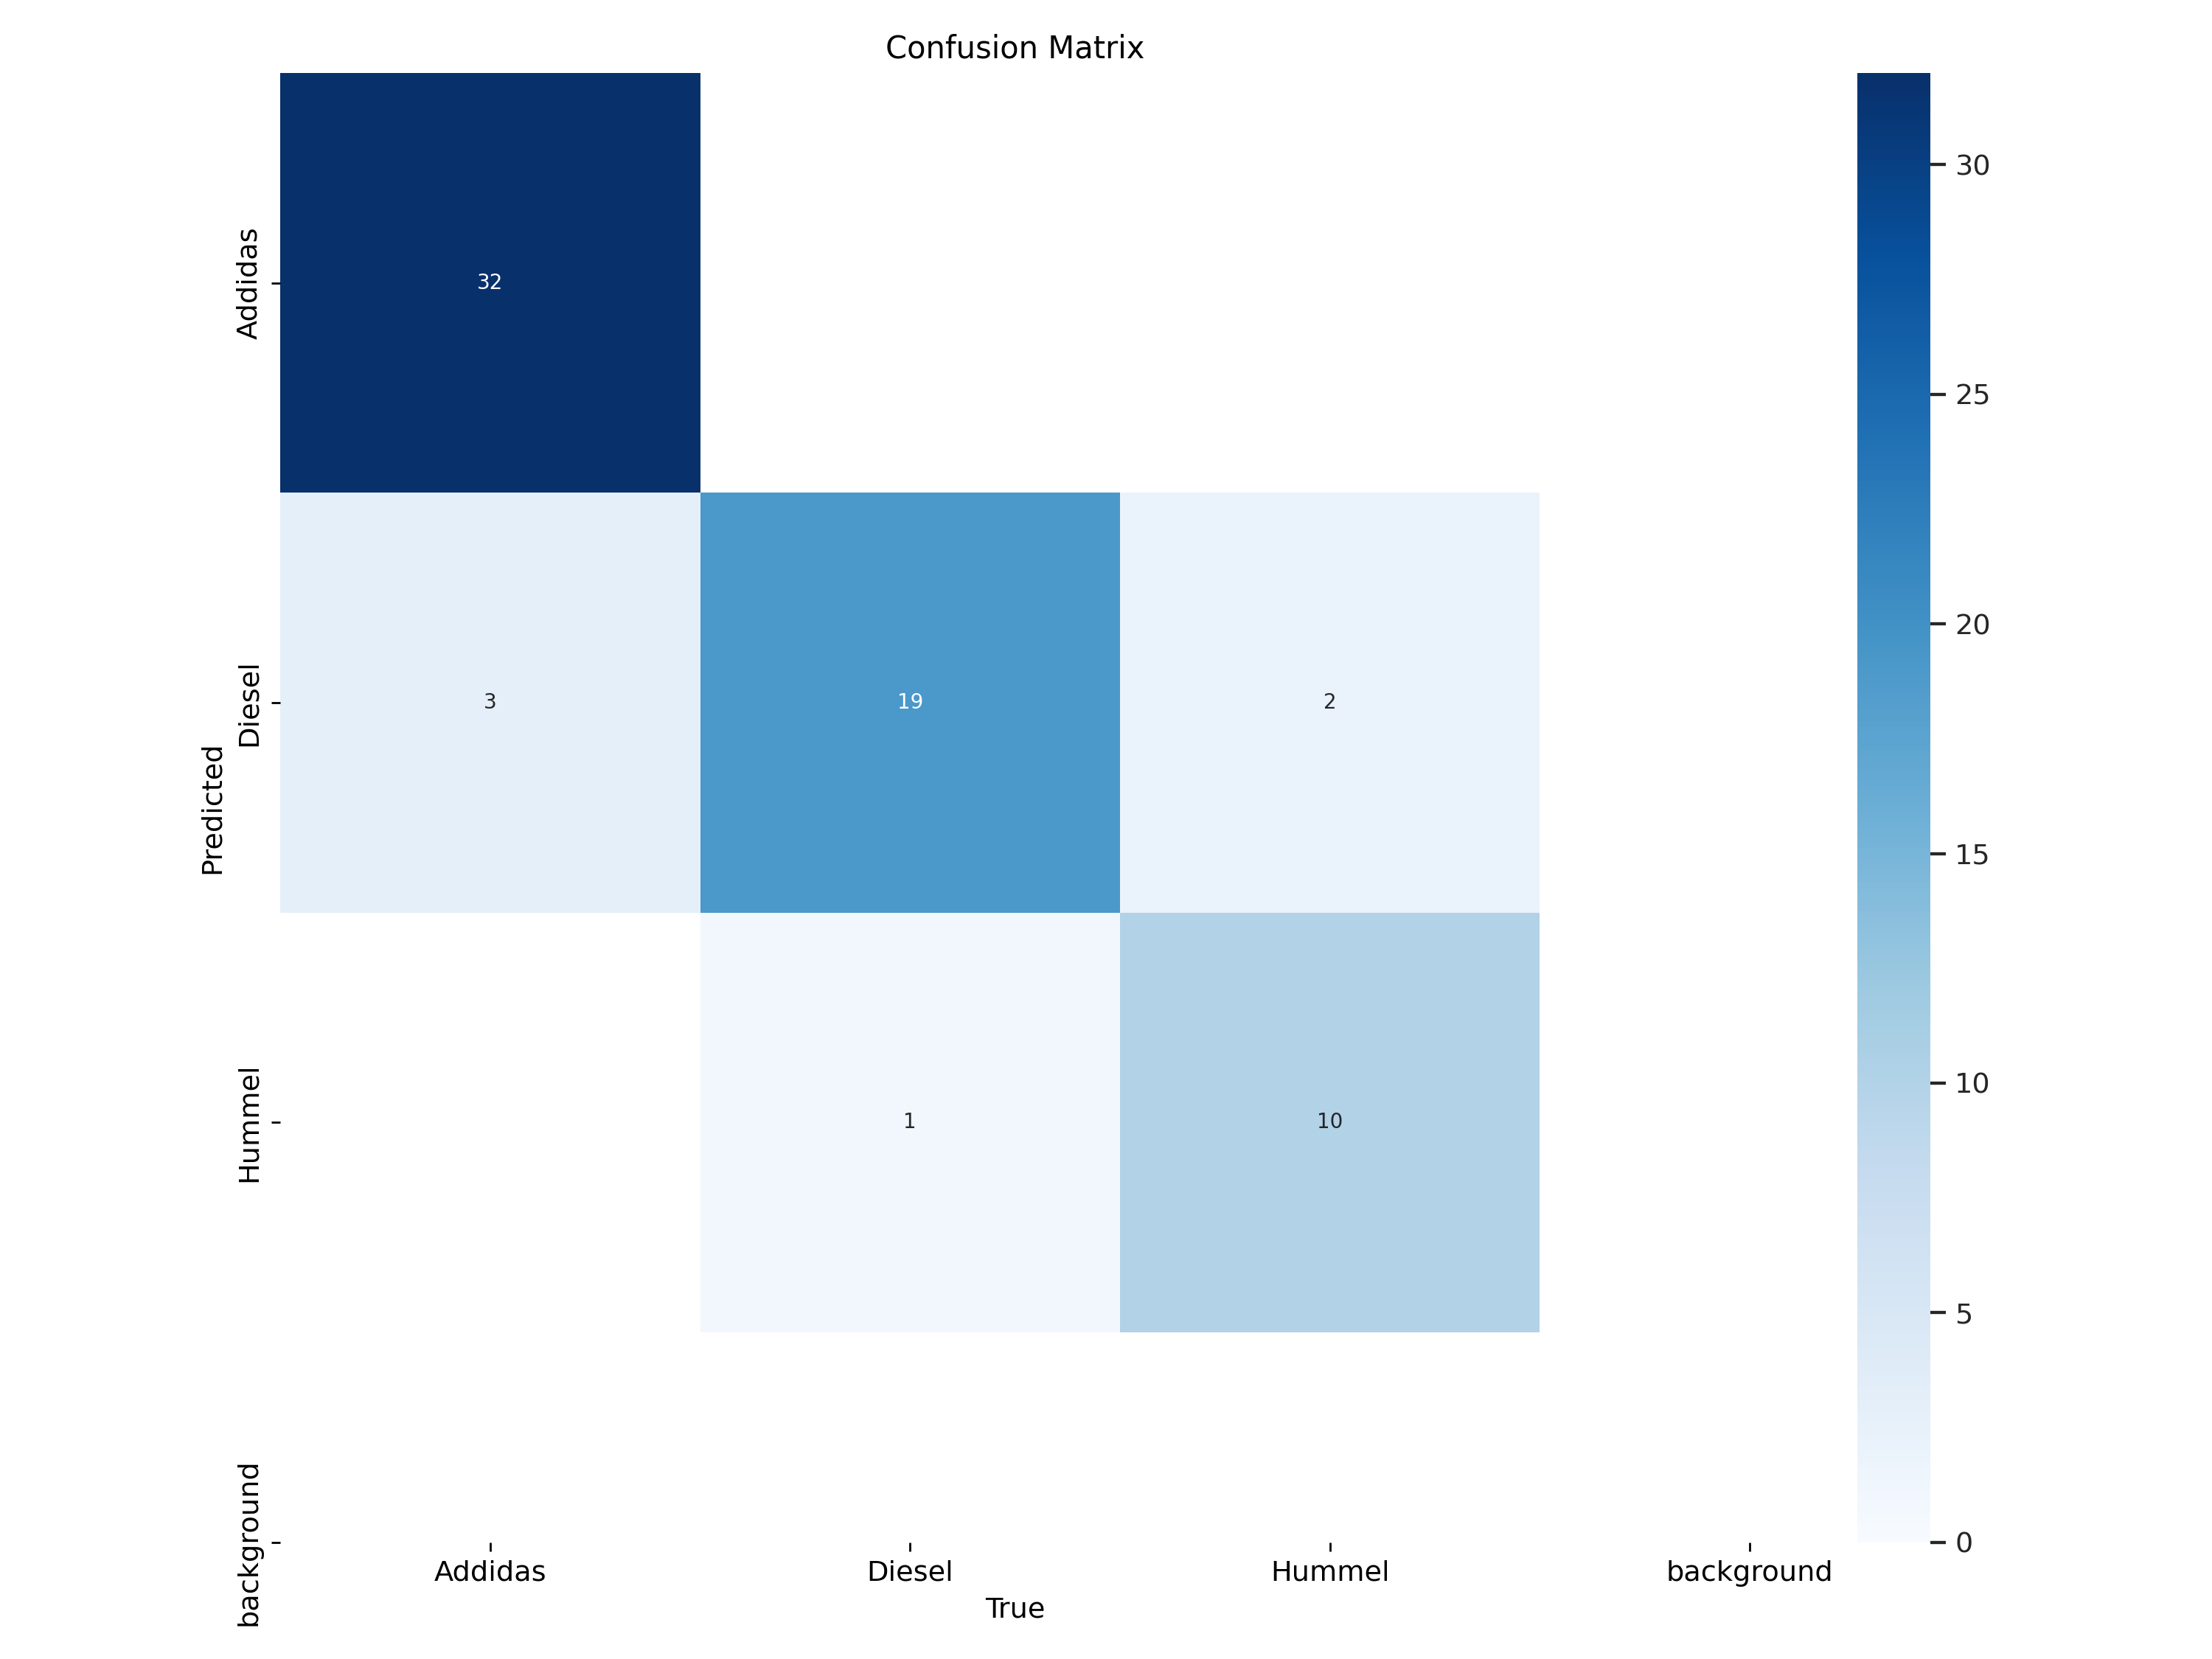 Confusion Matrix
Addidas
Diesel
Hummel
background
Predicted
32
3
19
2
1
10
Addidas
Diesel
Hummel
background
True
30
25
20
15
10
5
0